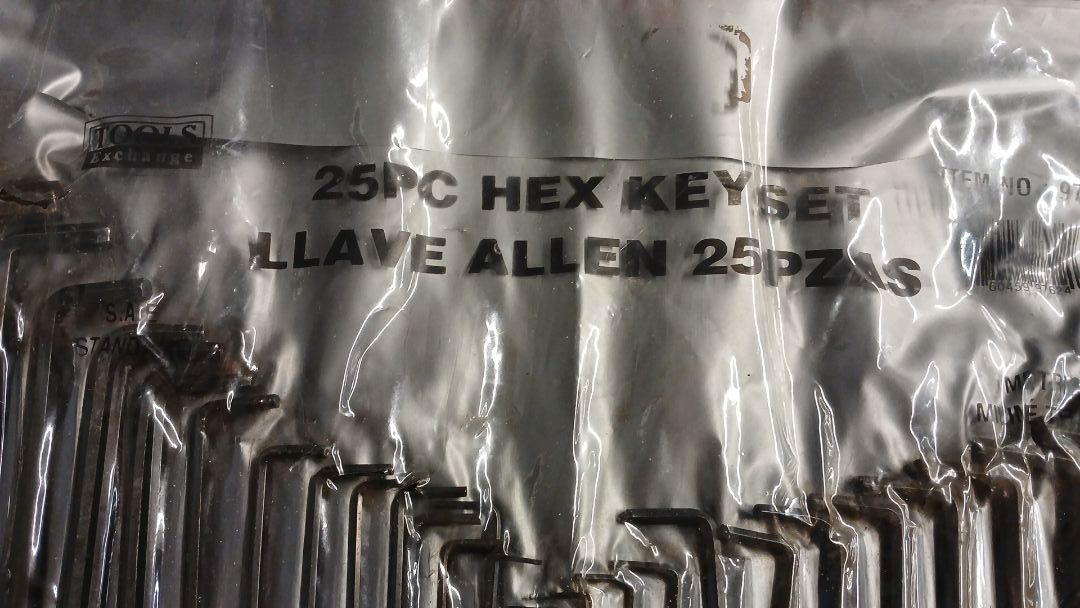 TOOLS
Exchange
25PC HEX KEY SET
LLAVE ALLEN 25PZAS
ITEM NO
S.A.E